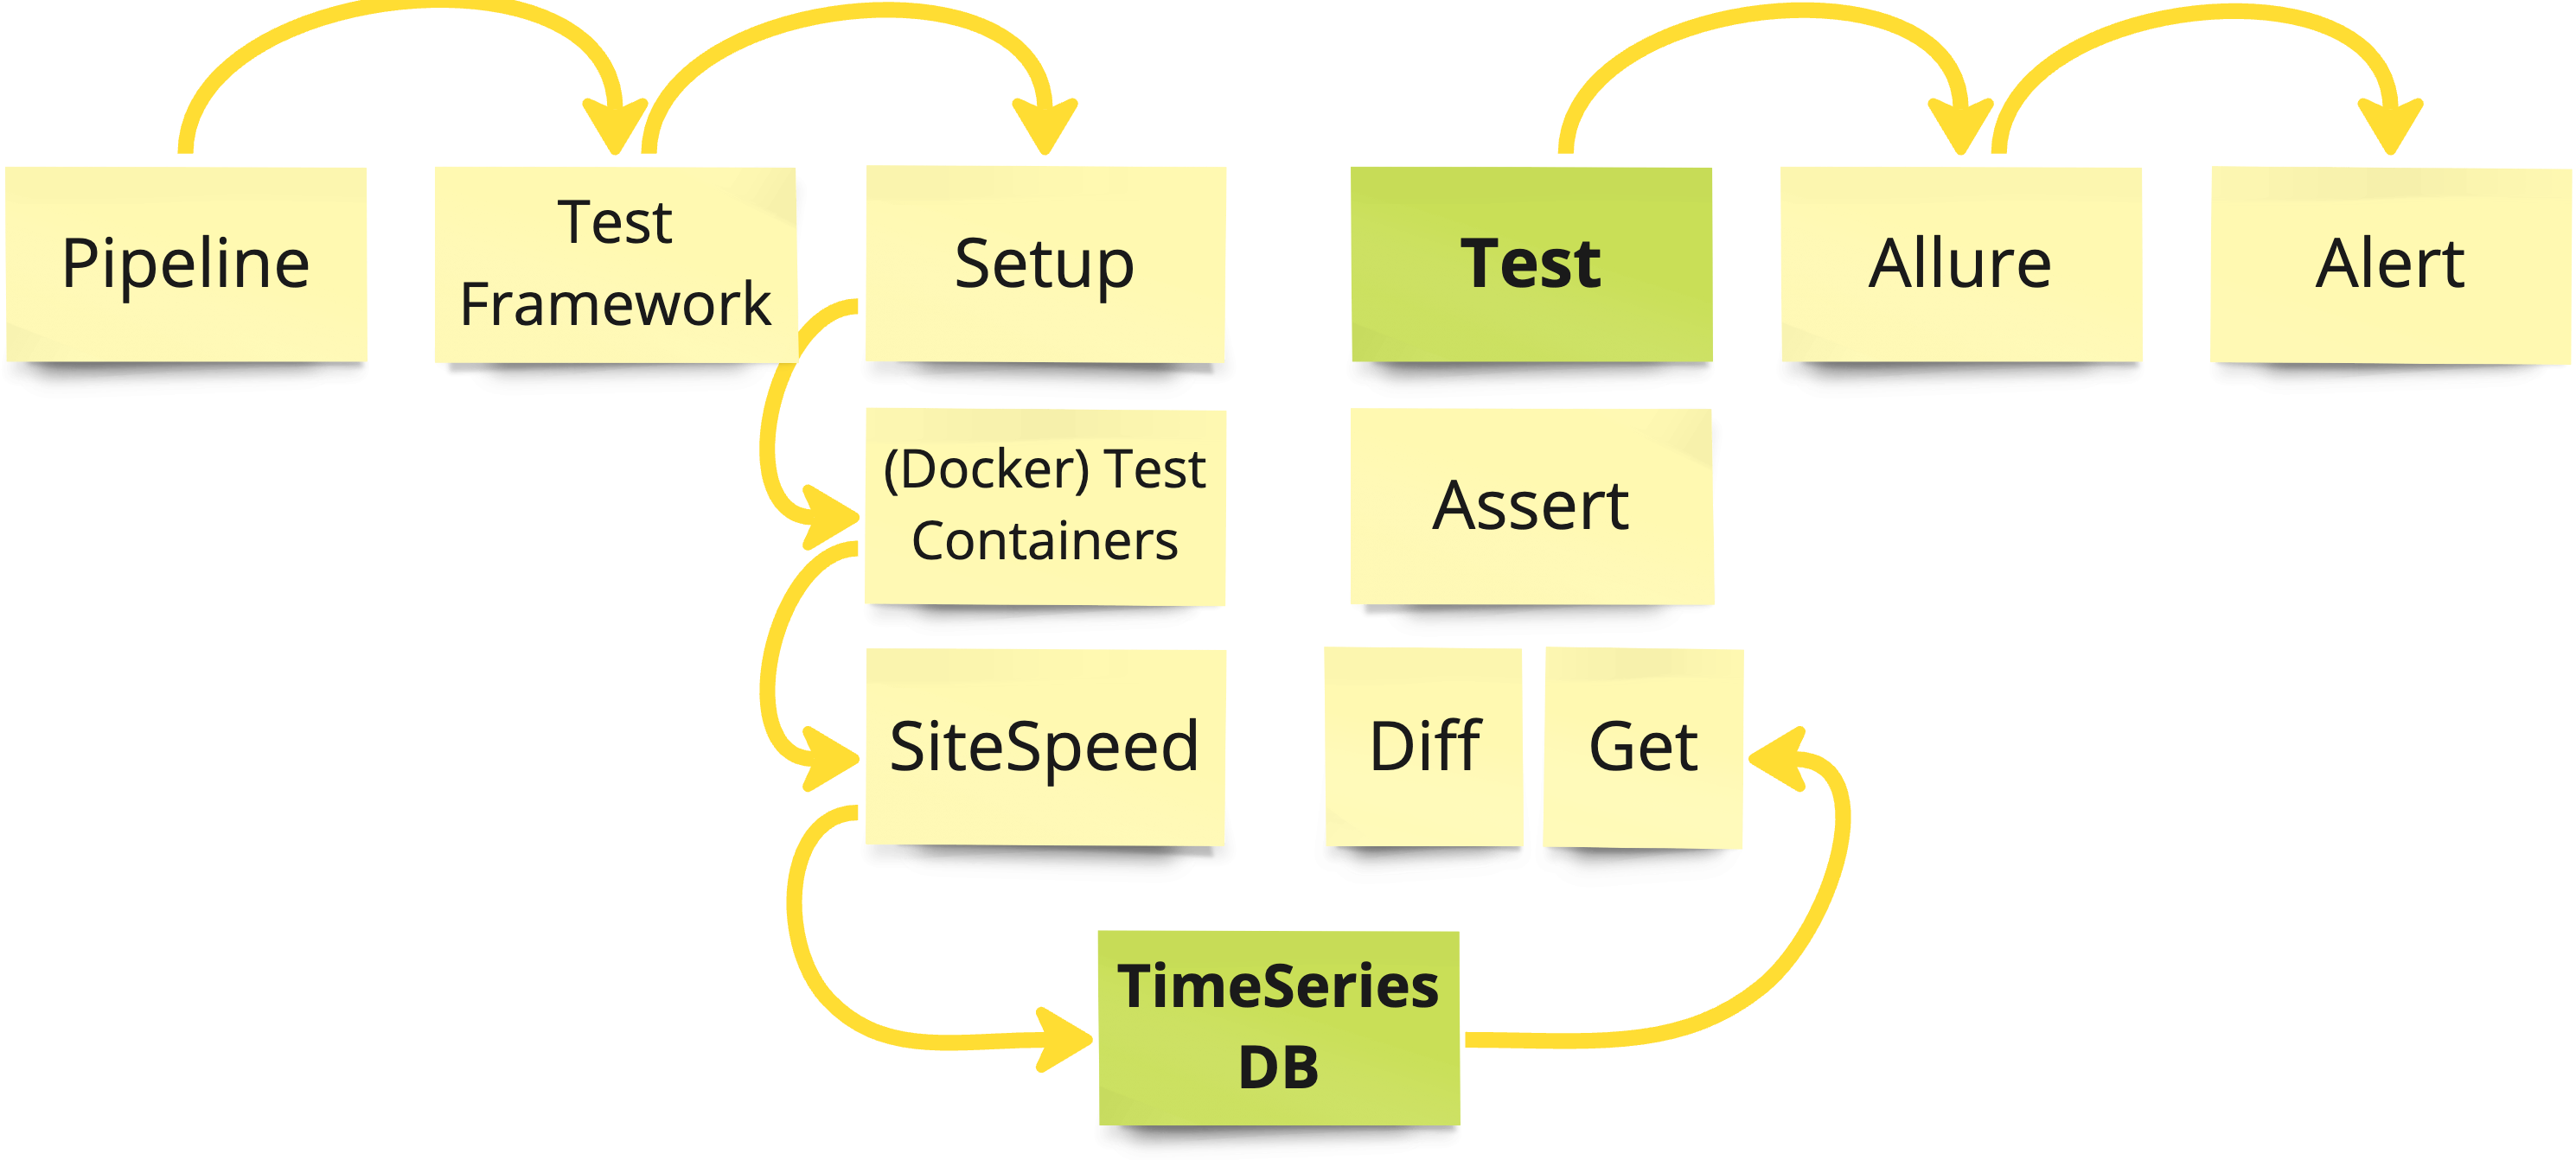 Pipeline
Test
Framework
Setup
Test
Allure
Alert
(Docker) Test
Containers
Assert
SiteSpeed
Diff
Get
TimeSeries
DB